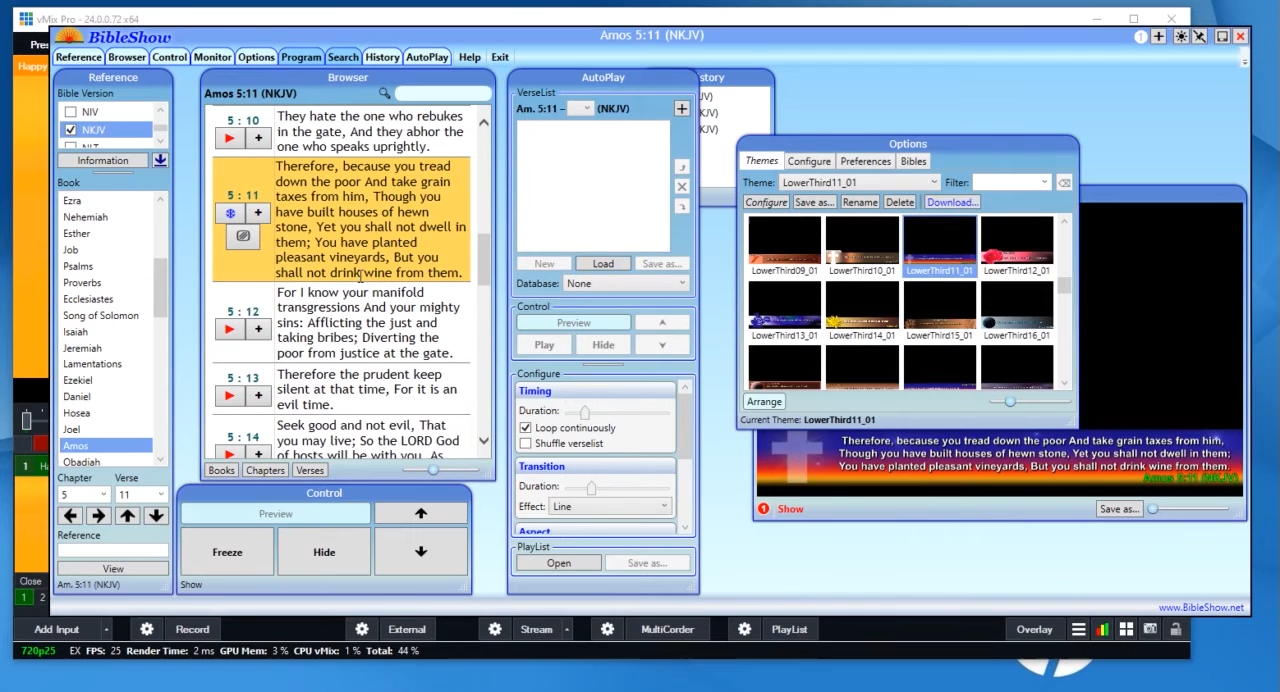 vMix Pro - 24.0.0.72 x64
BibleShow
Amos 5:11 (NKJV)
1
Reference
Browser
Control
Monitor
Options
Program
Search
History
AutoPlay
Help
Exit
Happy
Reference
Bible Version
NIV
NKJV
NLT
Information
Book
Ezra
Nehemiah
Esther
Job
Psalms
Proverbs
Ecclesiastes
Song of Solomon
Isaiah
Jeremiah
Lamentations
Ezekiel
Daniel
Hosea
Joel
Amos
Obadiah
Chapter Verse
5 11
Reference
View
Am. 5:11 (NKJV)
Close
1 2
Browser
Amos 5:11 (NKJV)
5 : 10
They hate the one who rebukes
in the gate, And they abhor the
one who speaks uprightly.
5 : 11
Therefore, because you tread
down the poor And take grain
taxes from him, Though you
have built houses of hewn
stone, Yet you shall not dwell in
them; You have planted
pleasant vineyards, But you
shall not drink wine from them.
5 : 12
For I know your manifold
transgressions And your mighty
sins: Afflicting the just and
taking bribes; Diverting the
poor from justice at the gate.
5 : 13
Therefore the prudent keep
silent at that time, For it is an
evil time.
5 : 14
Seek good and not evil, That
you may live; So the LORD God
of hosts will be with you, As
Books Chapters Verses
Control
Preview
Freeze Hide
Show
AutoPlay
VerseList
Am. 5:11 – (NKJV)
New Load Save as...
Database: None
Control
Preview
Play Hide
Configure
Timing
Duration:
Loop continuously
Shuffle verselist
Transition
Duration:
Effect: Line
Aspect
PlayList
Open Save as...
Options
Themes Configure Preferences Bibles
Theme: LowerThird11_01 Filter:
Configure Save as... Rename Delete Download...
LowerThird09_01 LowerThird10_01 LowerThird11_01 LowerThird12_01
LowerThird13_01 LowerThird14_01 LowerThird15_01 LowerThird16_01
Arrange
Current Theme: LowerThird11_01
Therefore, because you tread down the poor And take grain taxes from him,
Though you have built houses of hewn stone, Yet you shall not dwell in them;
You have planted pleasant vineyards, But you shall not drink wine from them.
Amos 5:11 (NKJV)
1 Show
Save as...
www.BibleShow.net
Add Input Record External Stream MultiCorder PlayList Overlay
720p25 EX FPS: 25 Render Time: 2 ms GPU Mem: 3 % CPU vMix: 1 % Total: 44 %